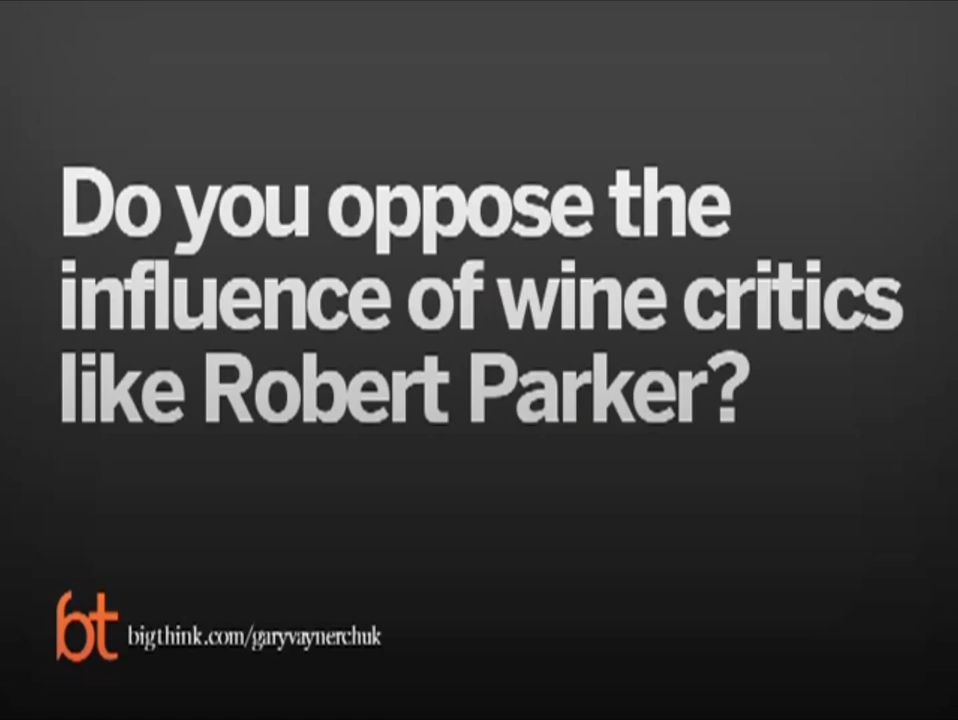 Do you oppose the
influence of wine critics
like Robert Parker?
bt bigthink.com/garyvaynerchuk